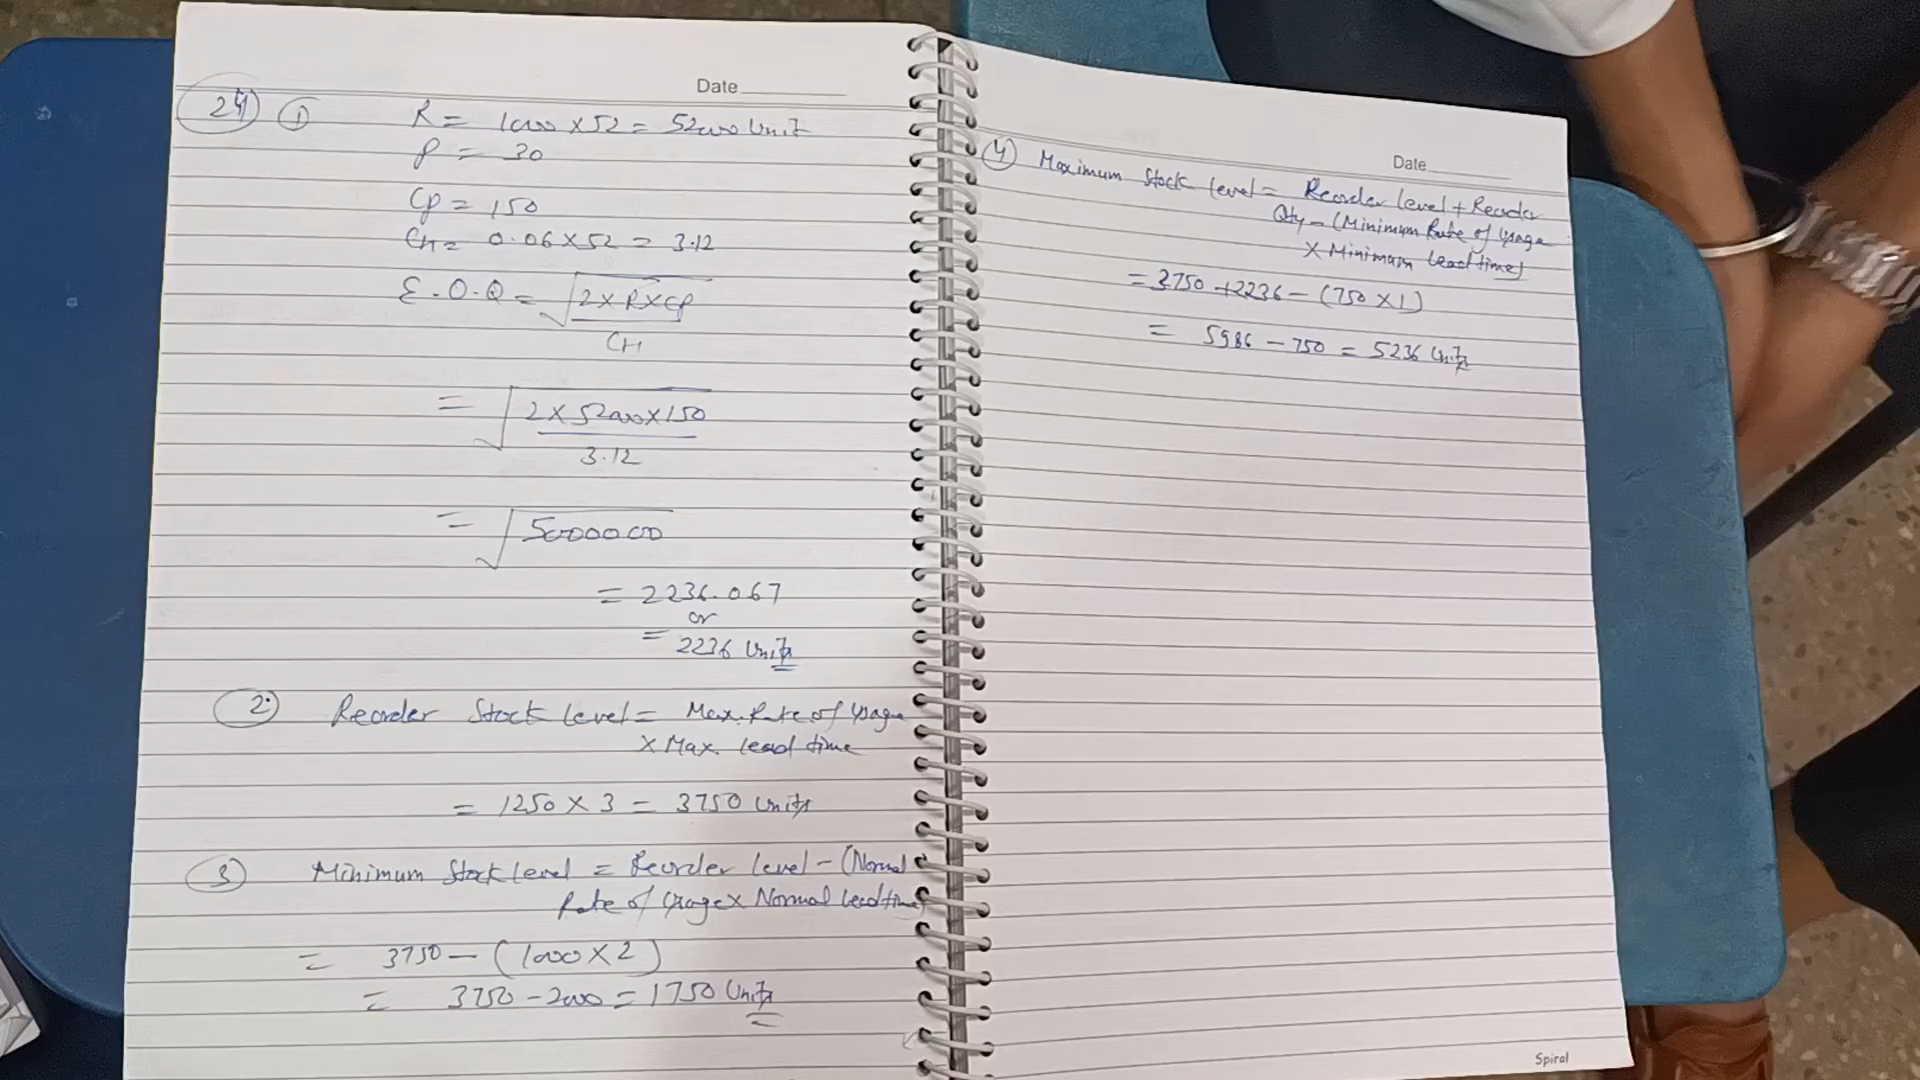 Date
24) ① R = 1000 × 52 = 52000 Unit
P = 30
Cp = 150
CH = 0.06 × 52 = 3.12
E.O.Q = √2×R×Cp
CH
= √2 × 52000 × 150
3.12
= √5000000
= 2236.067
or
= 2236 Units
2. Reorder Stock level = Max. Rate of Usage
× Max. lead time
= 1250 × 3 = 3750 Units
3 Minimum Stock level = Reorder level - (Normal
Rate of Usage × Normal lead time)
= 3750 - (1000 × 2)
= 3750 - 2000 = 1750 Units
Date
④ Maximum Stock level = Reorder level + Reorder
Qty - (Minimum Rate of Usage
× Minimum lead time)
= 3750 + 2236 - (750 × 1)
= 5986 - 750 = 5236 Units
Spiral